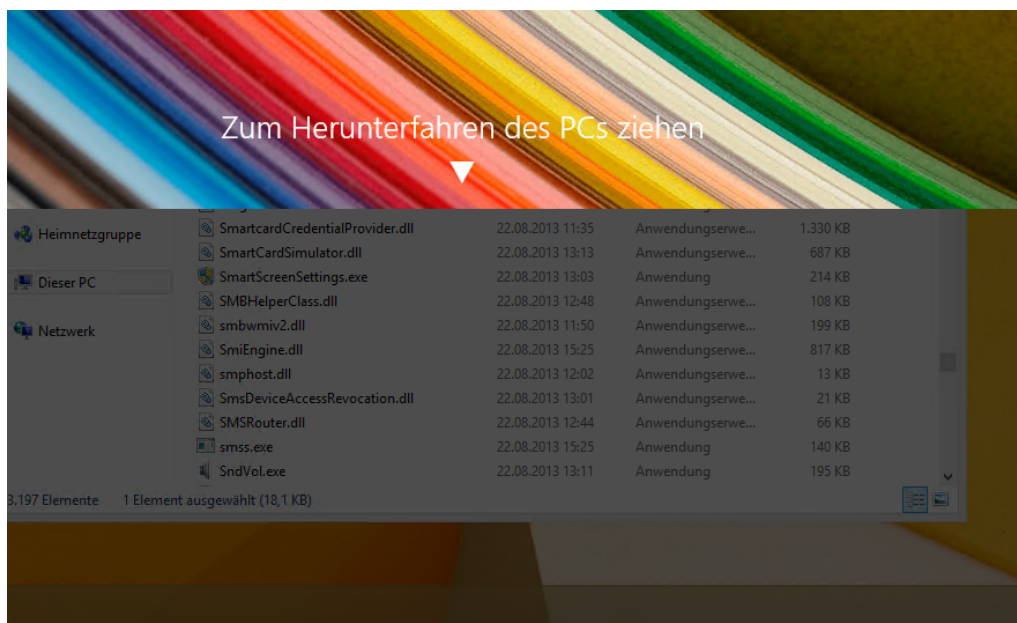 Zum Herunterfahren des PCs ziehen
Heimnetzgruppe
Dieser PC
Netzwerk
SmartcardCredentialProvider.dll 22.08.2013 11:35 Anwendungserwe... 1.330 KB
SmartCardSimulator.dll 22.08.2013 13:13 Anwendungserwe... 687 KB
SmartScreenSettings.exe 22.08.2013 13:03 Anwendung 214 KB
SMBHelperClass.dll 22.08.2013 12:48 Anwendungserwe... 108 KB
smbwmiv2.dll 22.08.2013 11:50 Anwendungserwe... 199 KB
SmiEngine.dll 22.08.2013 15:25 Anwendungserwe... 817 KB
smphost.dll 22.08.2013 12:02 Anwendungserwe... 13 KB
SmsDeviceAccessRevocation.dll 22.08.2013 13:01 Anwendungserwe... 21 KB
SMSRouter.dll 22.08.2013 12:44 Anwendungserwe... 66 KB
smss.exe 22.08.2013 15:25 Anwendung 140 KB
SndVol.exe 22.08.2013 13:11 Anwendung 195 KB
3.197 Elemente 1 Element ausgewählt (18,1 KB)